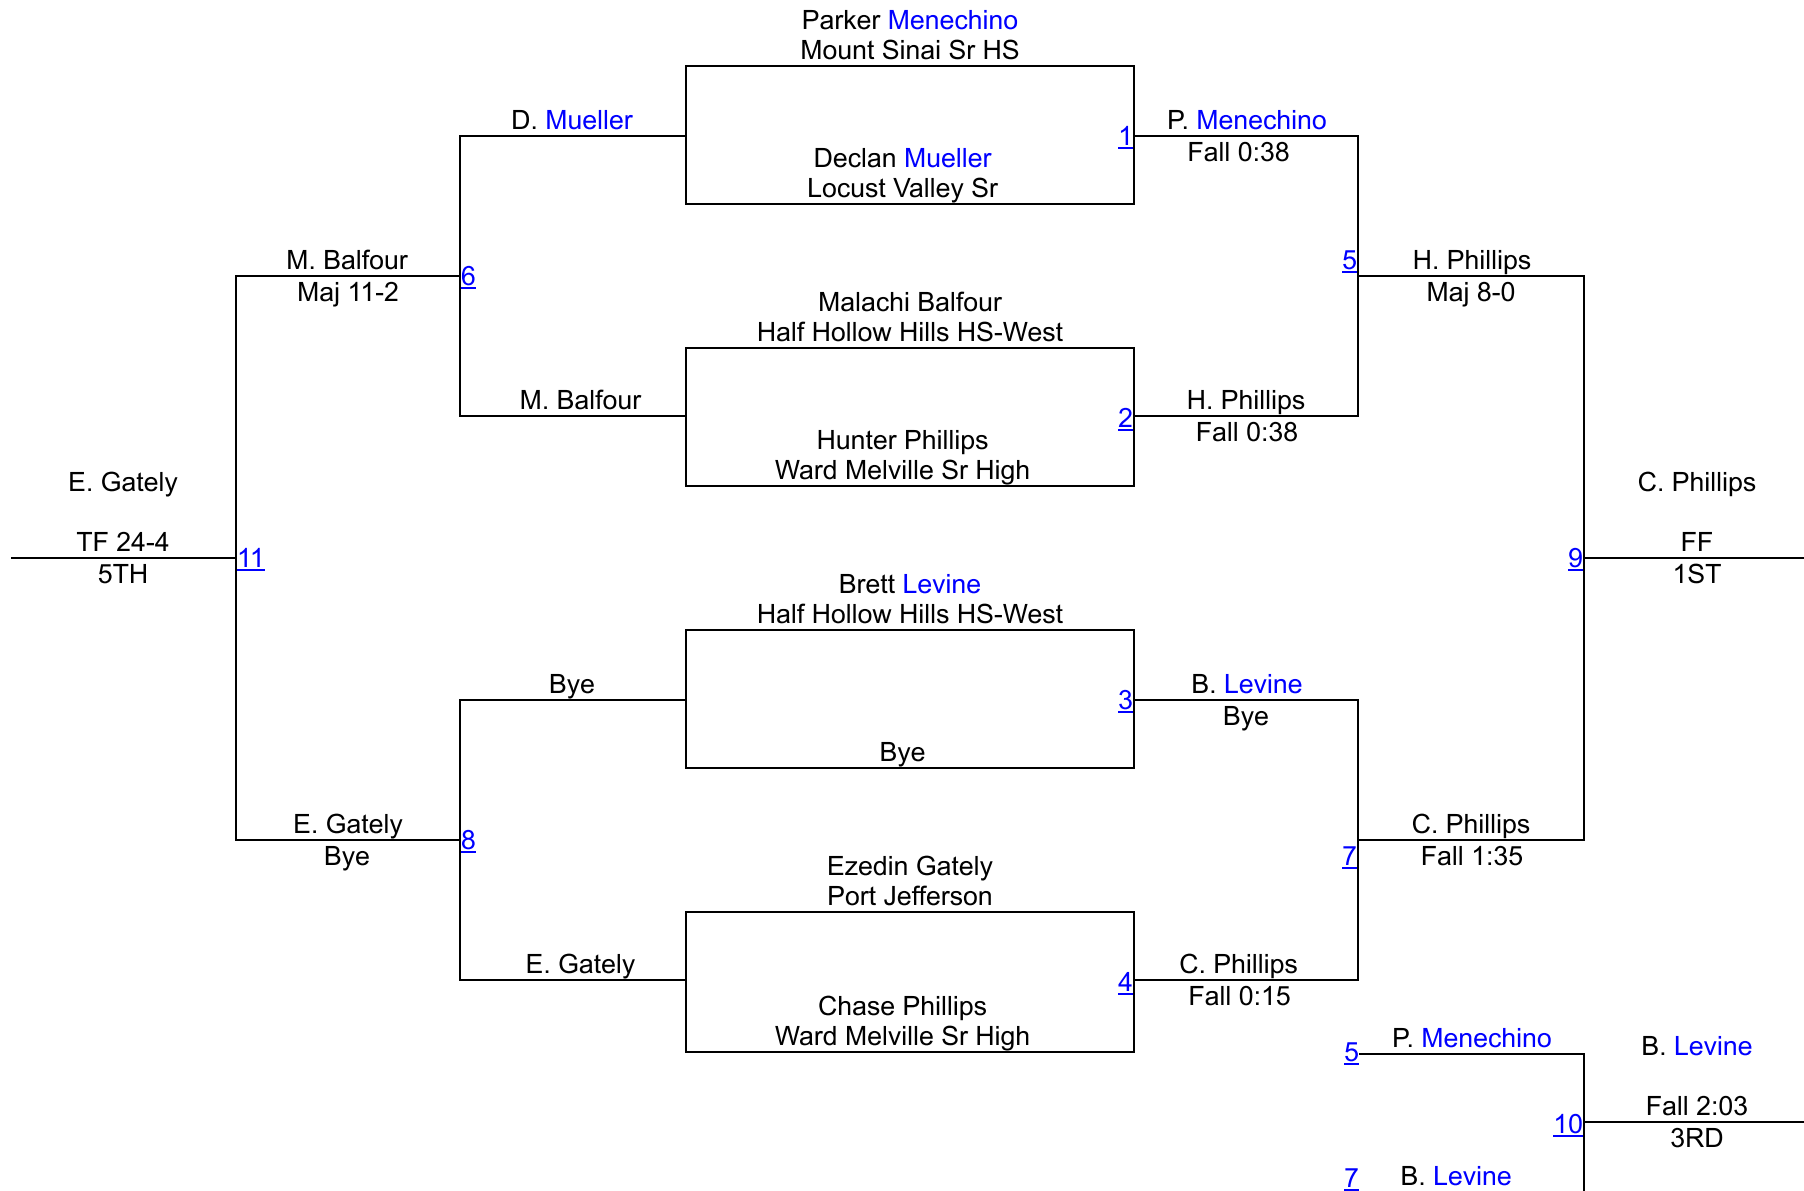 Parker Menechino
Mount Sinai Sr HS
D. Mueller
1
P. Menechino
Fall 0:38
Declan Mueller
Locust Valley Sr
M. Balfour
Maj 11-2
6
5
H. Phillips
Maj 8-0
Malachi Balfour
Half Hollow Hills HS-West
M. Balfour
2
H. Phillips
Fall 0:38
Hunter Phillips
Ward Melville Sr High
E. Gately
TF 24-4
5TH
11
C. Phillips
9
FF
1ST
Brett Levine
Half Hollow Hills HS-West
Bye
3
B. Levine
Bye
Bye
E. Gately
Bye
8
7
C. Phillips
Fall 1:35
Ezedin Gately
Port Jefferson
E. Gately
4
C. Phillips
Fall 0:15
Chase Phillips
Ward Melville Sr High
5
P. Menechino
B. Levine
10
Fall 2:03
3RD
7
B. Levine